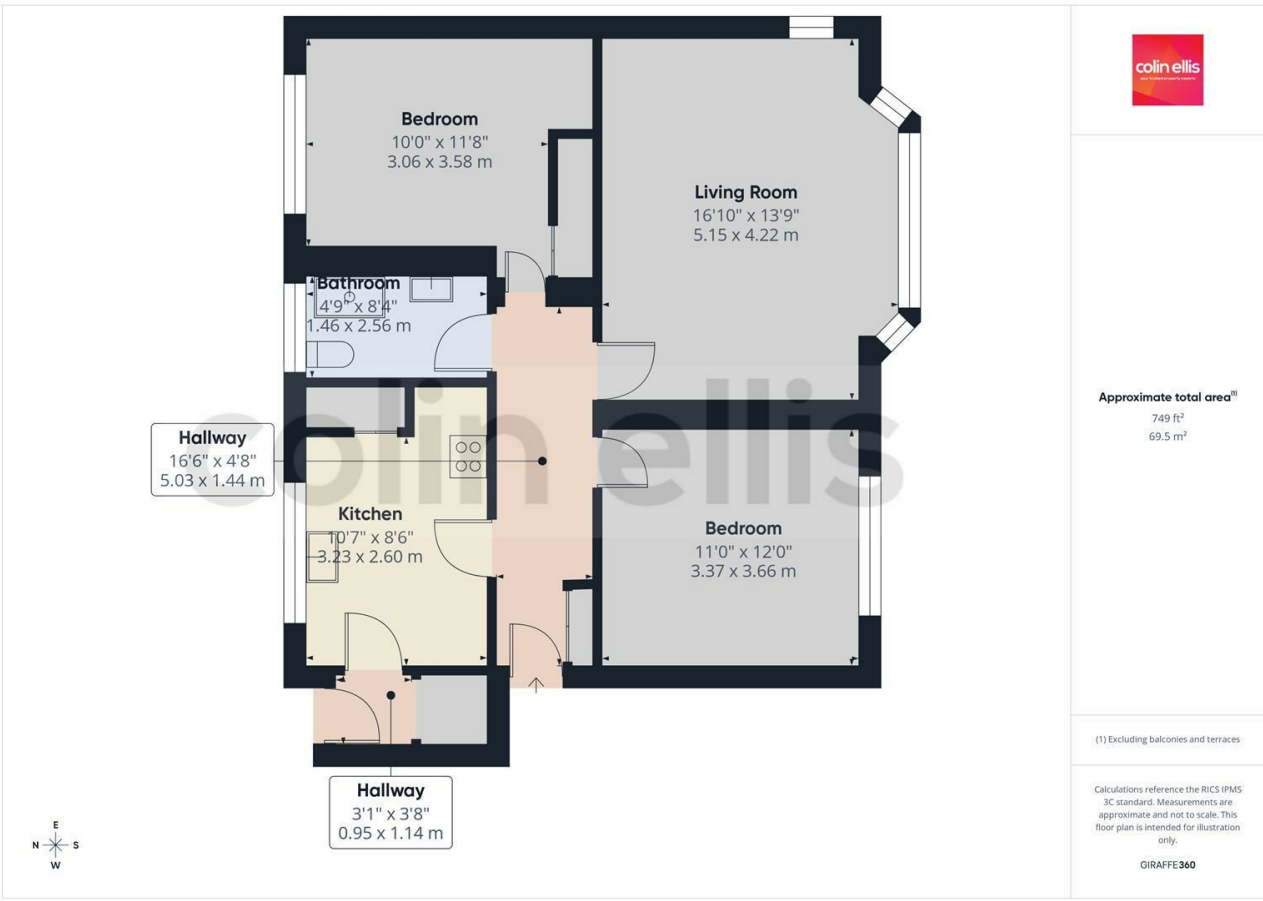 Bedroom
10'0" x 11'8"
3.06 x 3.58 m
Living Room
16'10" x 13'9"
5.15 x 4.22 m
Bathroom
4'9" x 8'4"
1.46 x 2.56 m
Hallway
16'6" x 4'8"
5.03 x 1.44 m
Kitchen
10'7" x 8'6"
3.23 x 2.60 m
Bedroom
11'0" x 12'0"
3.37 x 3.66 m
Hallway
3'1" x 3'8"
0.95 x 1.14 m
colin ellis
E
N S
W
colin ellis
your trusted property experts
Approximate total area(1)
749 ft²
69.5 m²
(1) Excluding balconies and terraces
Calculations reference the RICS IPMS
3C standard. Measurements are
approximate and not to scale. This
floor plan is intended for illustration
only.
GIRAFFE360